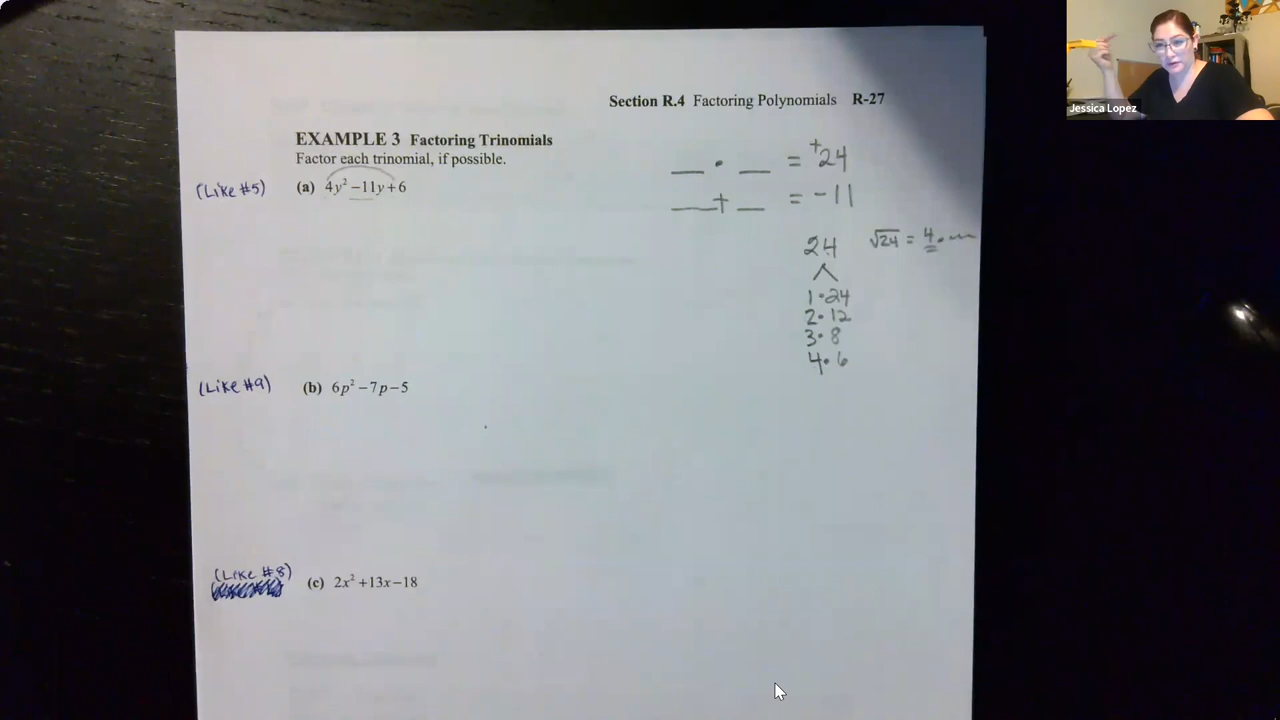 Jessica Lopez
Section R.4 Factoring Polynomials R-27
EXAMPLE 3 Factoring Trinomials
Factor each trinomial, if possible.
(Like #5) (a) 4y² − 11y + 6
__ · __ = +24
__ + __ = -11
24 √24 = 4.
1·24
2·12
3·8
4·6
(Like #9) (b) 6p² − 7p − 5
(Like #8) (c) 2x² + 13x − 18